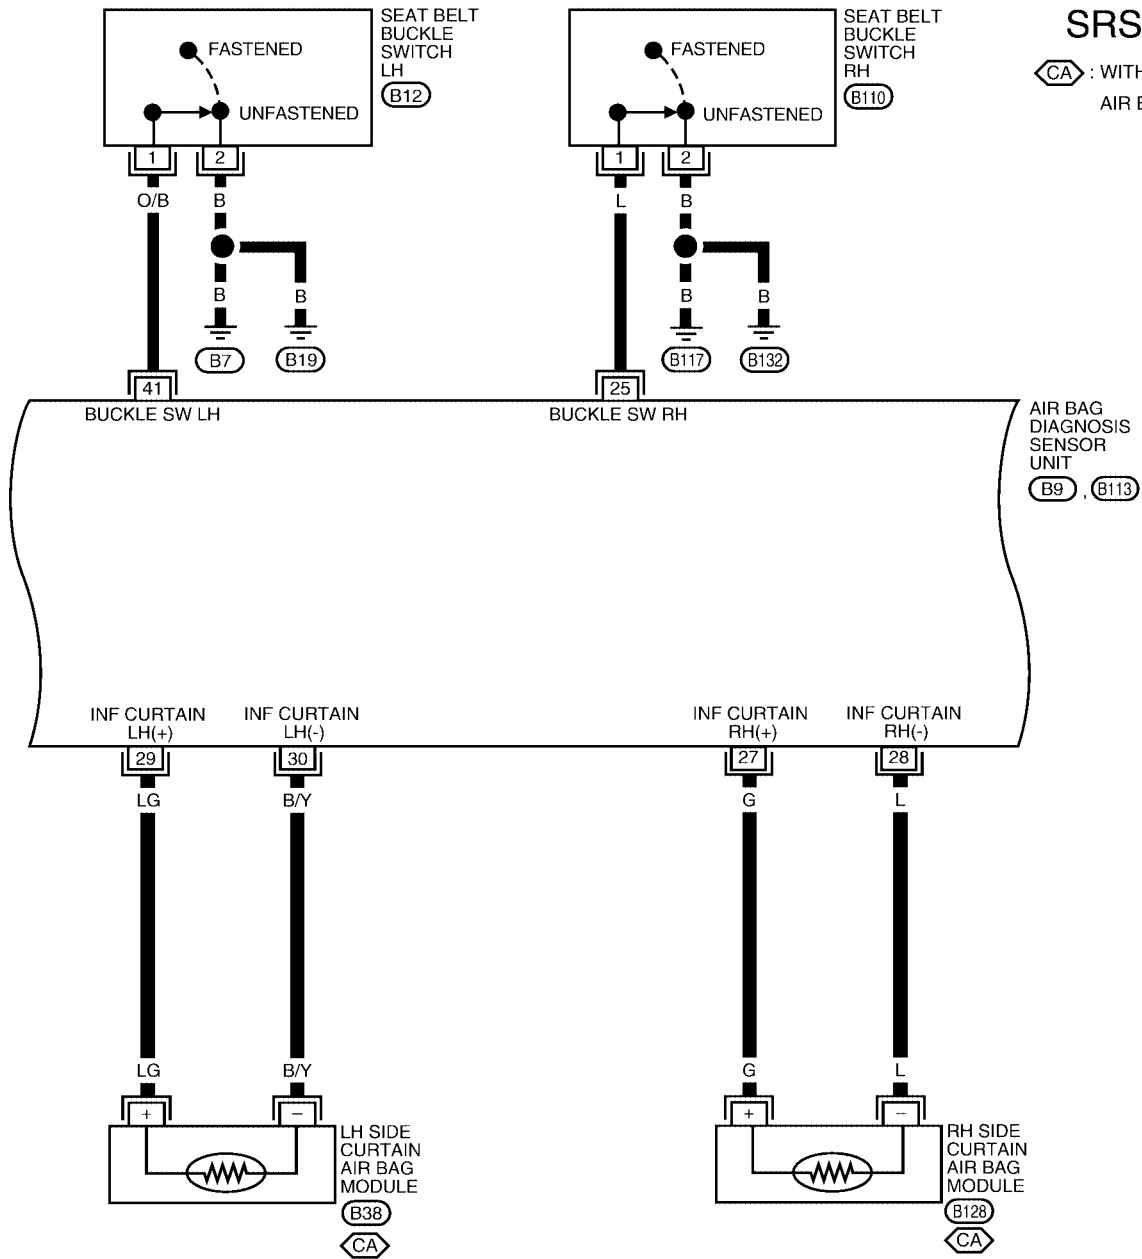 SEAT BELT
BUCKLE
SWITCH
LH
B12
FASTENED
UNFASTENED
1
2
O/B
B
B
B
B7
B19
SEAT BELT
BUCKLE
SWITCH
RH
B110
FASTENED
UNFASTENED
1
2
L
B
B
B
B117
B132
SRS
CA : WITH
AIR
41
BUCKLE SW LH
25
BUCKLE SW RH
AIR BAG
DIAGNOSIS
SENSOR
UNIT
B9 , B113
INF CURTAIN
LH(+)
INF CURTAIN
LH(-)
INF CURTAIN
RH(+)
INF CURTAIN
RH(-)
29
30
27
28
LG
B/Y
G
L
LG
B/Y
G
L
+
−
+
−
LH SIDE
CURTAIN
AIR BAG
MODULE
B38
CA
RH SIDE
CURTAIN
AIR BAG
MODULE
B128
CA